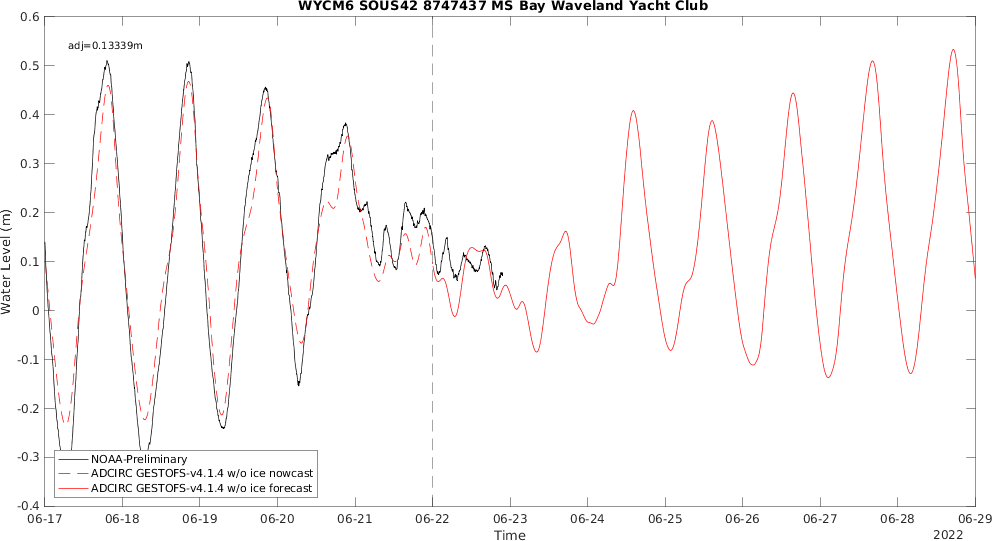 WYCM6 SOUS42 8747437 MS Bay Waveland Yacht Club
adj=0.13339m
0.6
0.5
0.4
0.3
0.2
0.1
0
-0.1
-0.2
-0.3
-0.4
Water Level (m)
NOAA-Preliminary
ADCIRC GESTOFS-v4.1.4 w/o ice nowcast
ADCIRC GESTOFS-v4.1.4 w/o ice forecast
06-17 06-18 06-19 06-20 06-21 06-22 06-23 06-24 06-25 06-26 06-27 06-28 06-29
Time
2022